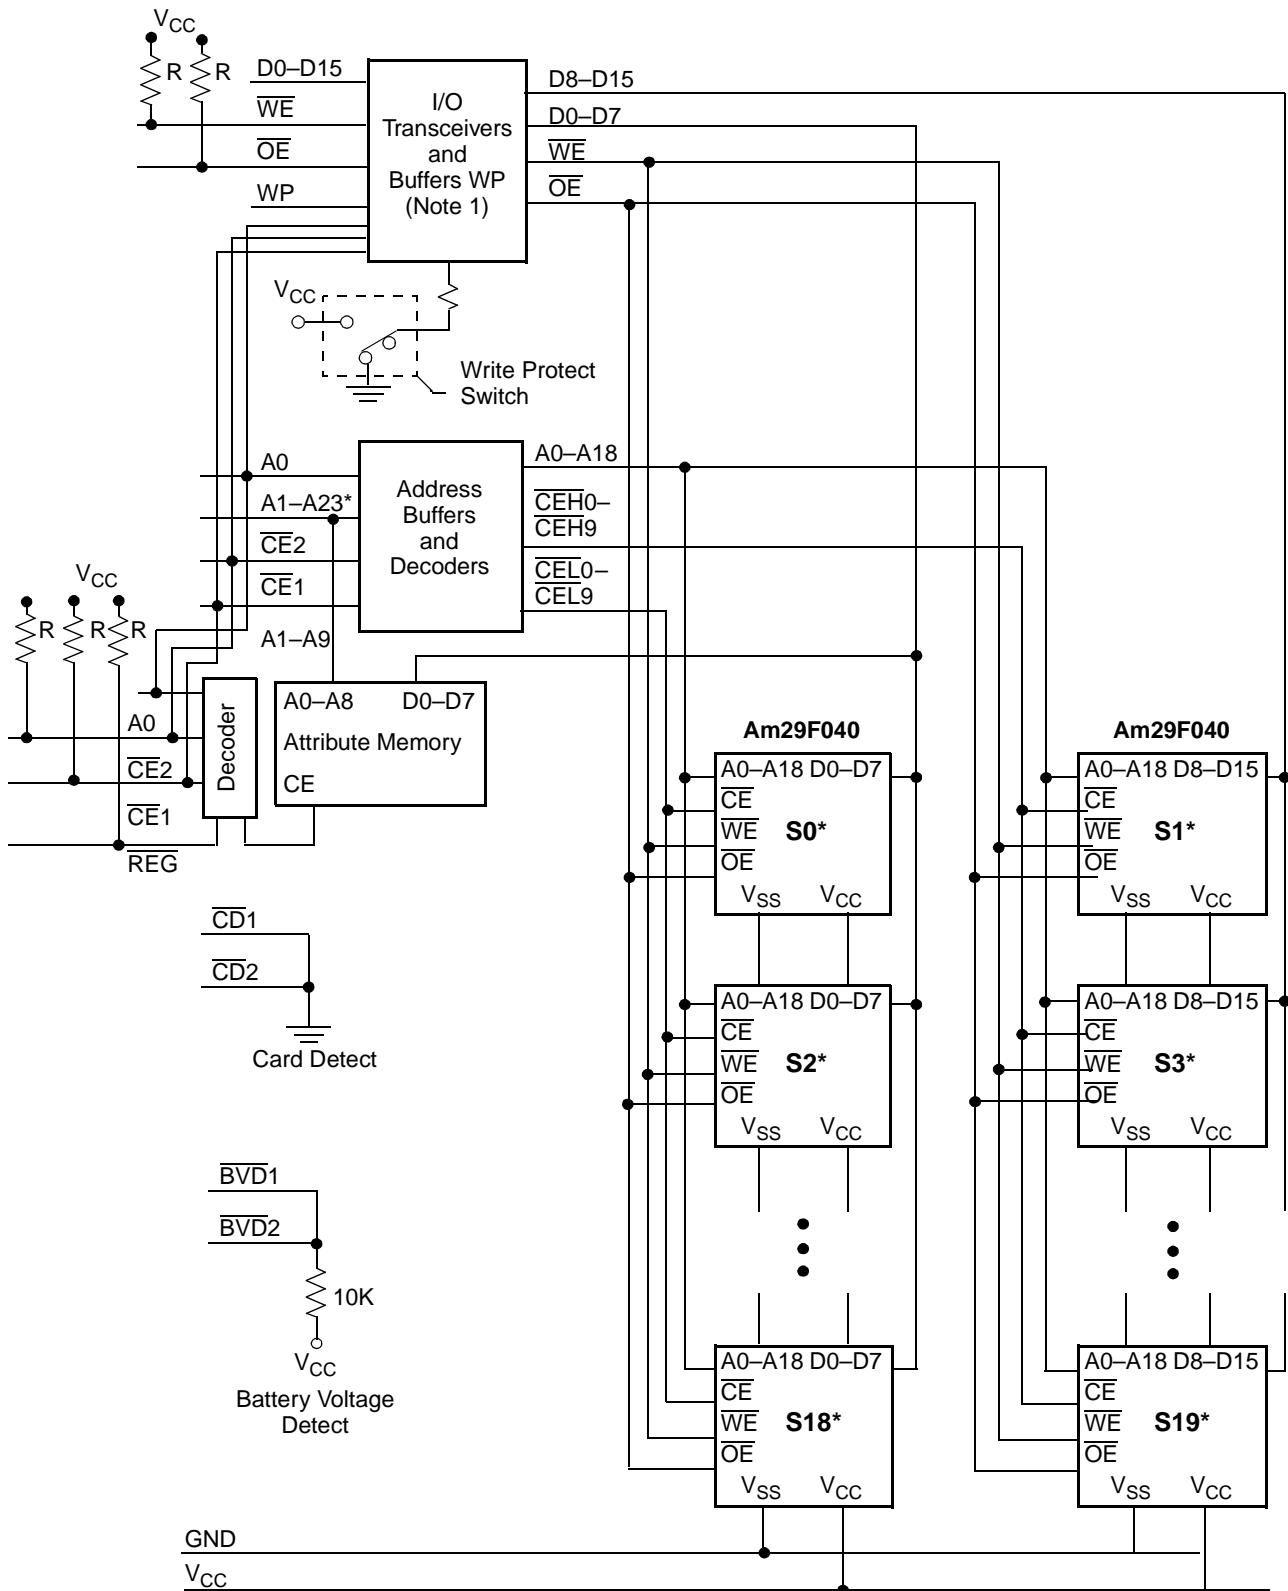 VCC
R R
D0–D15
WE
OE
WP
I/O
Transceivers
and
Buffers WP
(Note 1)
D8–D15
D0–D7
WE
OE
VCC
Write Protect
Switch
A0
A1–A23*
CE2
CE1
A1–A9
Address
Buffers
and
Decoders
A0–A18
CEH0–
CEH9
CEL0–
CEL9
VCC
R R R
A0
CE2
CE1
REG
Decoder
A0–A8 D0–D7
Attribute Memory
CE
CD1
CD2
Card Detect
BVD1
BVD2
10K
VCC
Battery Voltage
Detect
Am29F040
A0–A18 D0–D7
CE
WE
S0*
OE
VSS VCC
Am29F040
A0–A18 D8–D15
CE
WE
S1*
OE
VSS VCC
A0–A18 D0–D7
CE
WE
S2*
OE
VSS VCC
A0–A18 D8–D15
CE
WE
S3*
OE
VSS VCC
A0–A18 D0–D7
CE
WE
S18*
OE
VSS VCC
A0–A18 D8–D15
CE
WE
S19*
OE
VSS VCC
GND
VCC